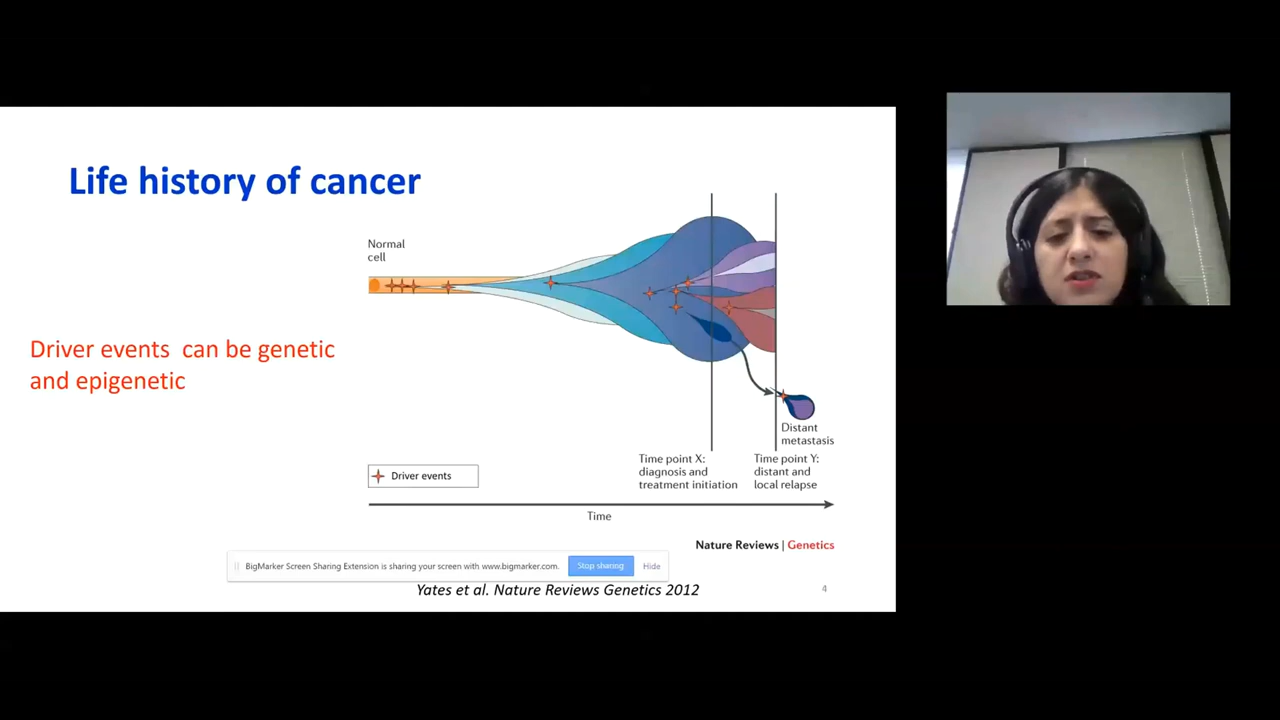 Life history of cancer
Normal
cell
Driver events can be genetic
and epigenetic
Distant
metastasis
Time point X:
diagnosis and
treatment initiation
Time point Y:
distant and
local relapse
Driver events
Time
Nature Reviews | Genetics
BigMarker Screen Sharing Extension is sharing your screen with www.bigmarker.com. Stop sharing Hide
Yates et al. Nature Reviews Genetics 2012
4